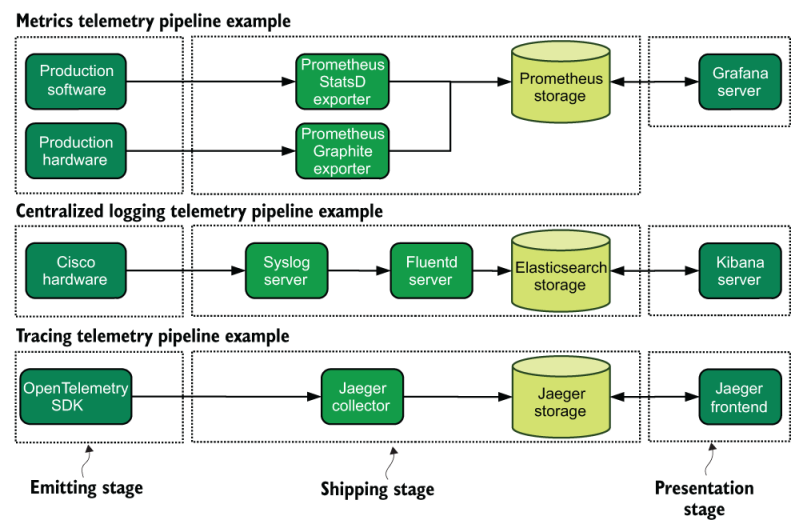 Metrics telemetry pipeline example
Production
software
Prometheus
StatsD
exporter
Prometheus
storage
Grafana
server
Production
hardware
Prometheus
Graphite
exporter
Centralized logging telemetry pipeline example
Cisco
hardware
Syslog
server
Fluentd
server
Elasticsearch
storage
Kibana
server
Tracing telemetry pipeline example
OpenTelemetry
SDK
Jaeger
collector
Jaeger
storage
Jaeger
frontend
Emitting stage
Shipping stage
Presentation
stage